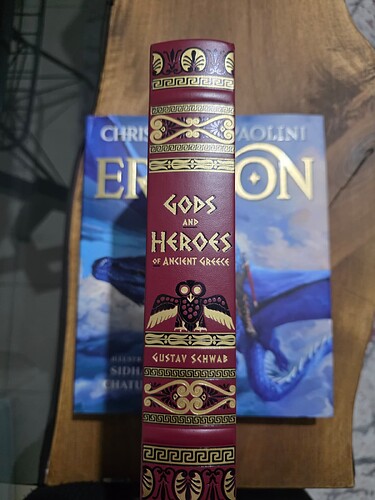 CHRIS
PAOLINI
ER
ON
GODS
AND
HEROES
OF ANCIENT GREECE
GUSTAV SCHWAB
SIDH
CHATU